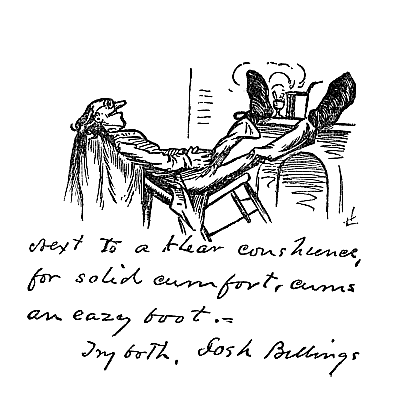 Next to a klear conshience,
for solid cumfort, cums
an eazy boot.=
Try both. Josh Billings